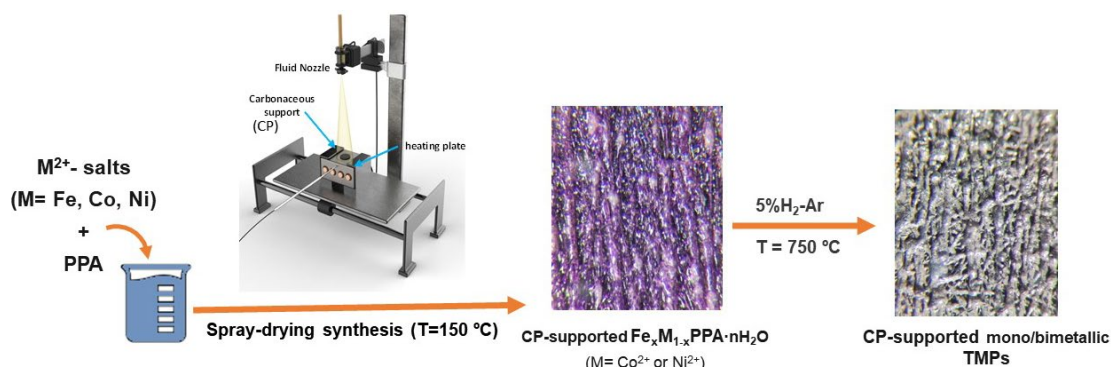 Fluid Nozzle
Carbonaceous
support
(CP)
heating plate
M²⁺- salts
(M= Fe, Co, Ni)
+
PPA
Spray-drying synthesis (T=150 ºC)
CP-supported FeₓM₁₋ₓPPA·nH₂O
(M= Co²⁺ or Ni²⁺)
5%H₂-Ar
T = 750 ºC
CP-supported mono/bimetallic
TMPs